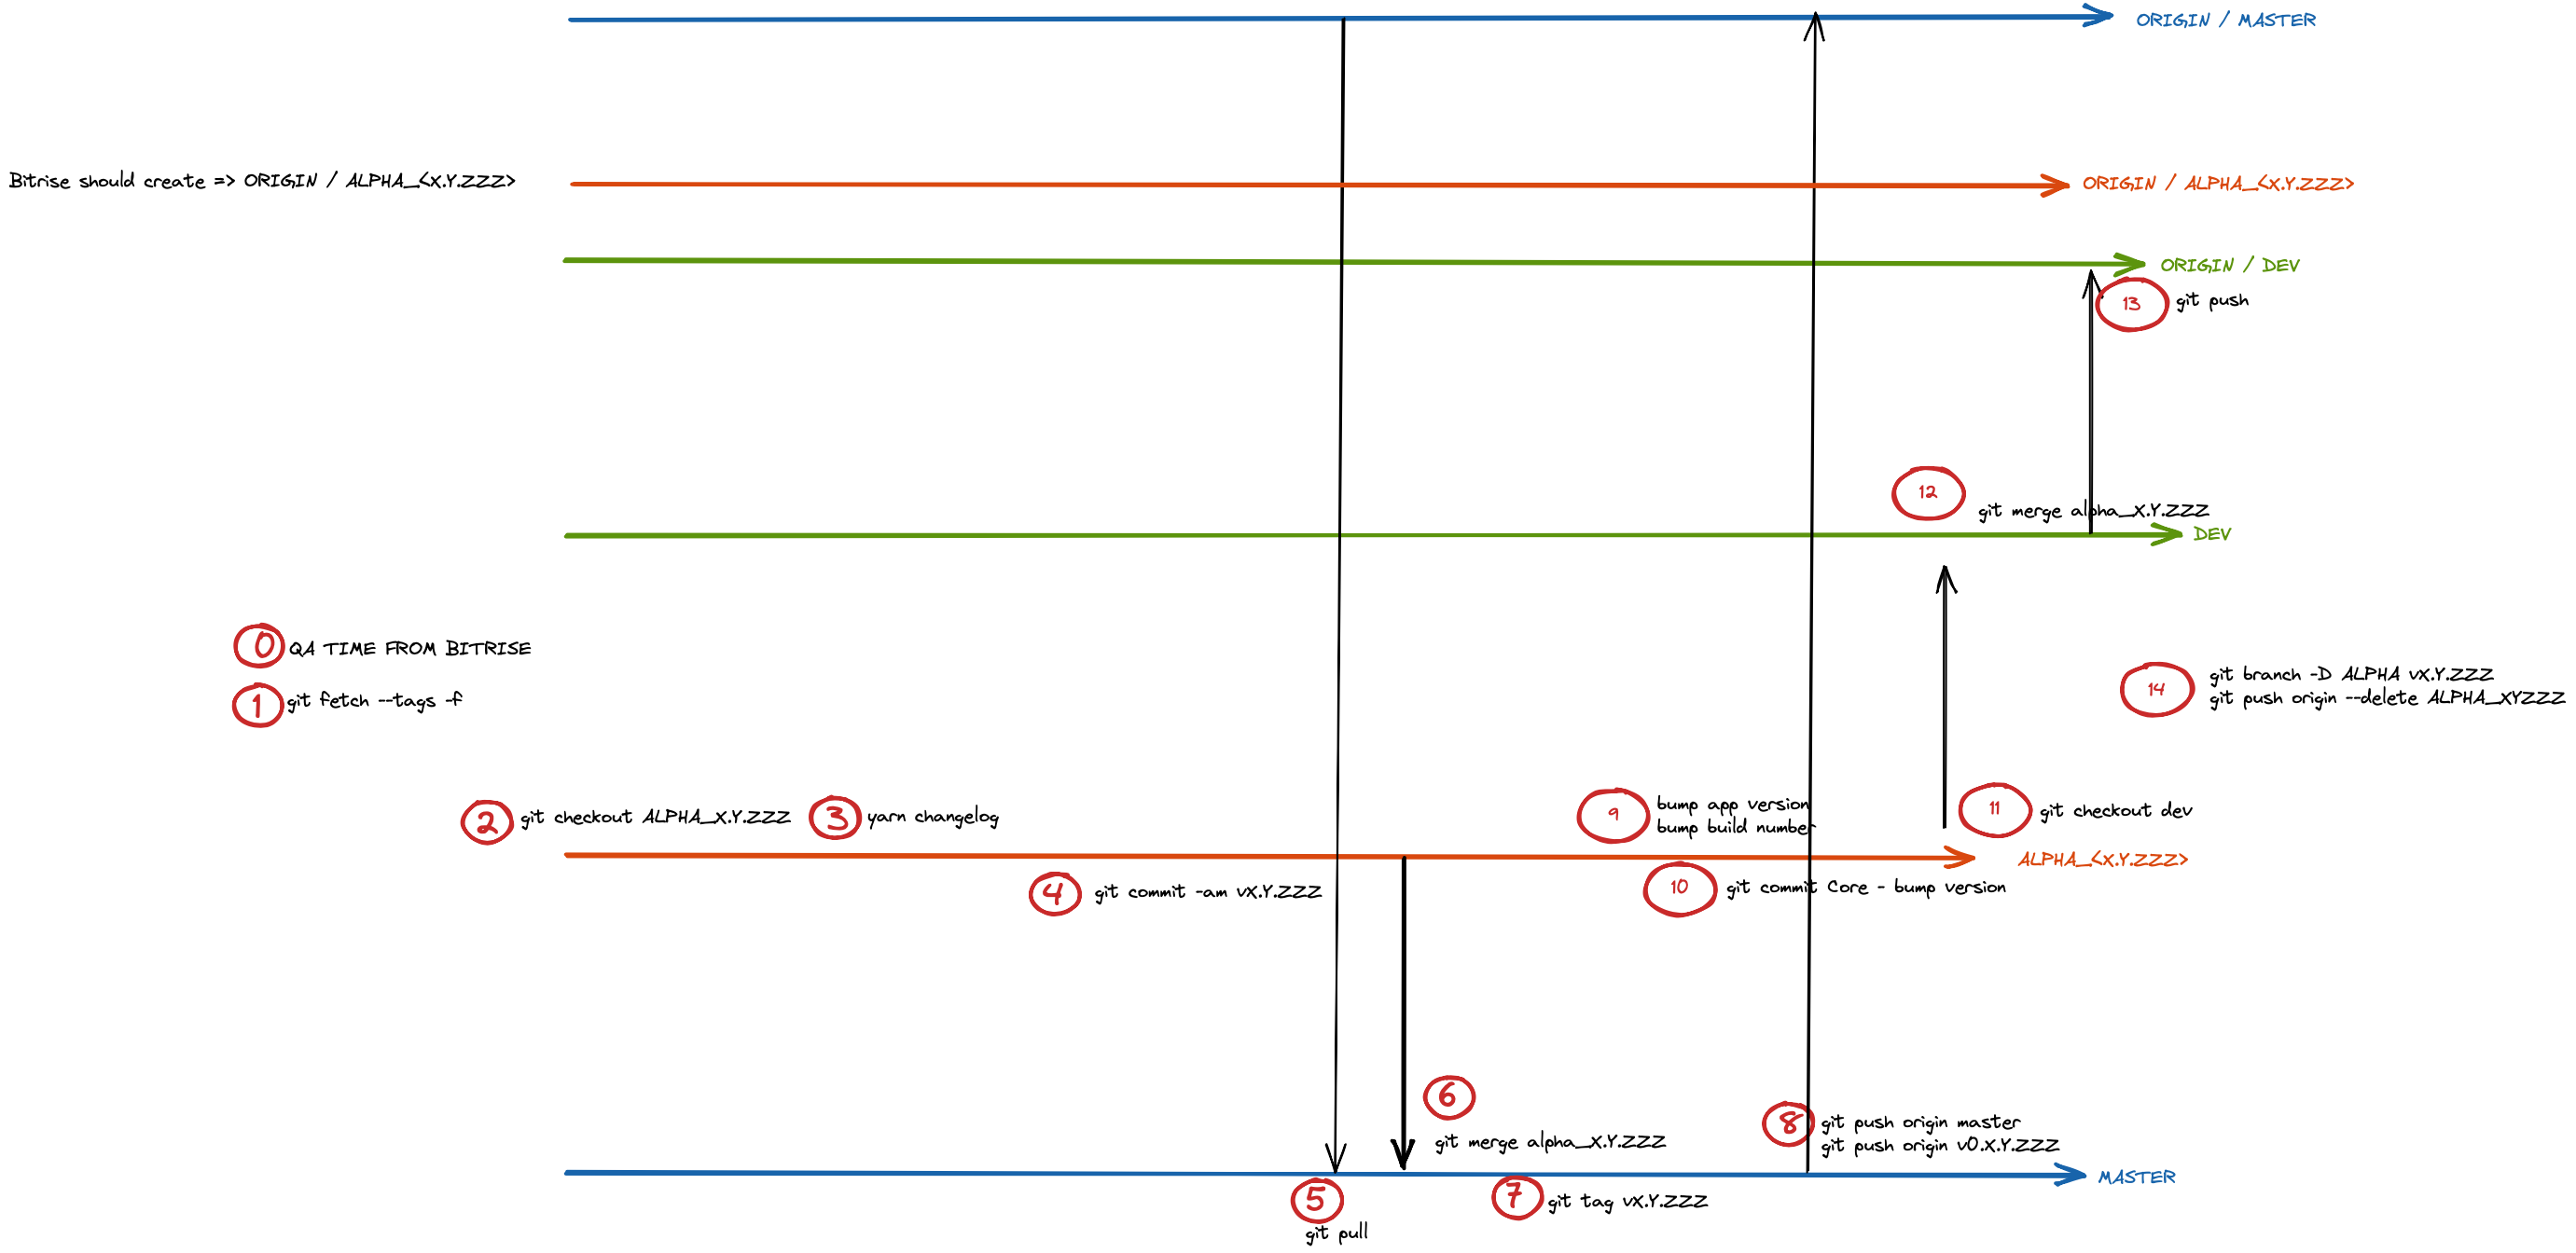 ORIGIN / MASTER
Bitrise should create => ORIGIN / ALPHA_<X.Y.ZZZ>
ORIGIN / ALPHA_<X.Y.ZZZ>
ORIGIN / DEV
13
git push
12
git merge alpha_X.Y.ZZZ
DEV
0
QA TIME FROM BITRISE
1
git fetch --tags -f
14
git branch -D ALPHA vX.Y.ZZZ
git push origin --delete ALPHA_XYZZZ
2
git checkout ALPHA_X.Y.ZZZ
3
yarn changelog
9
bump app version
bump build number
11
git checkout dev
ALPHA_<X.Y.ZZZ>
4
git commit -am vX.Y.ZZZ
10
git commit Core - bump version
6
git merge alpha_X.Y.ZZZ
8
git push origin master
git push origin v0.X.Y.ZZZ
MASTER
5
git pull
7
git tag vX.Y.ZZZ